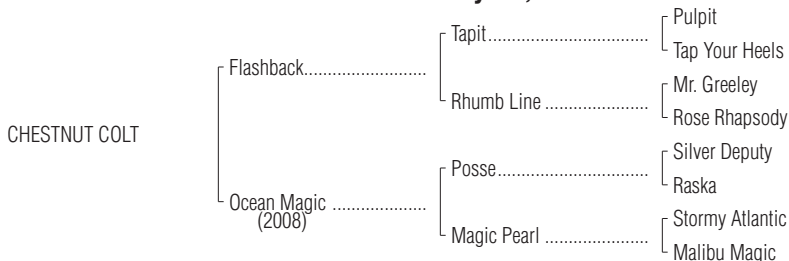 Pulpit
Tapit
Tap Your Heels
Flashback
Mr. Greeley
Rhumb Line
Rose Rhapsody
CHESTNUT COLT
Silver Deputy
Posse
Raska
Ocean Magic
(2008)
Stormy Atlantic
Magic Pearl
Malibu Magic